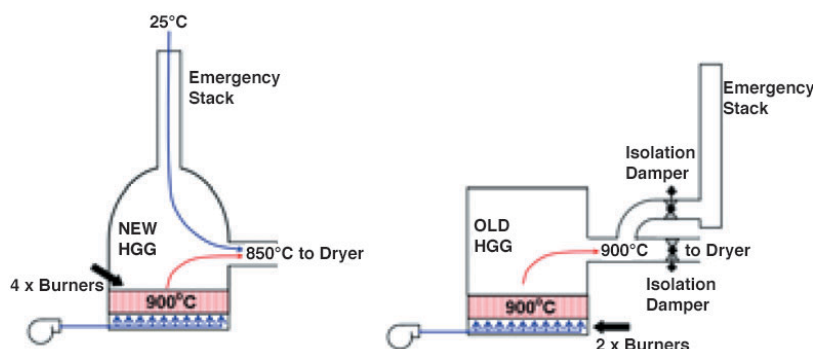 25°C
Emergency
Stack
NEW
HGG
850°C to Dryer
4 x Burners
900°C
Emergency
Stack
Isolation
Damper
OLD
HGG
900°C
to Dryer
Isolation
Damper
900°C
2 x Burners